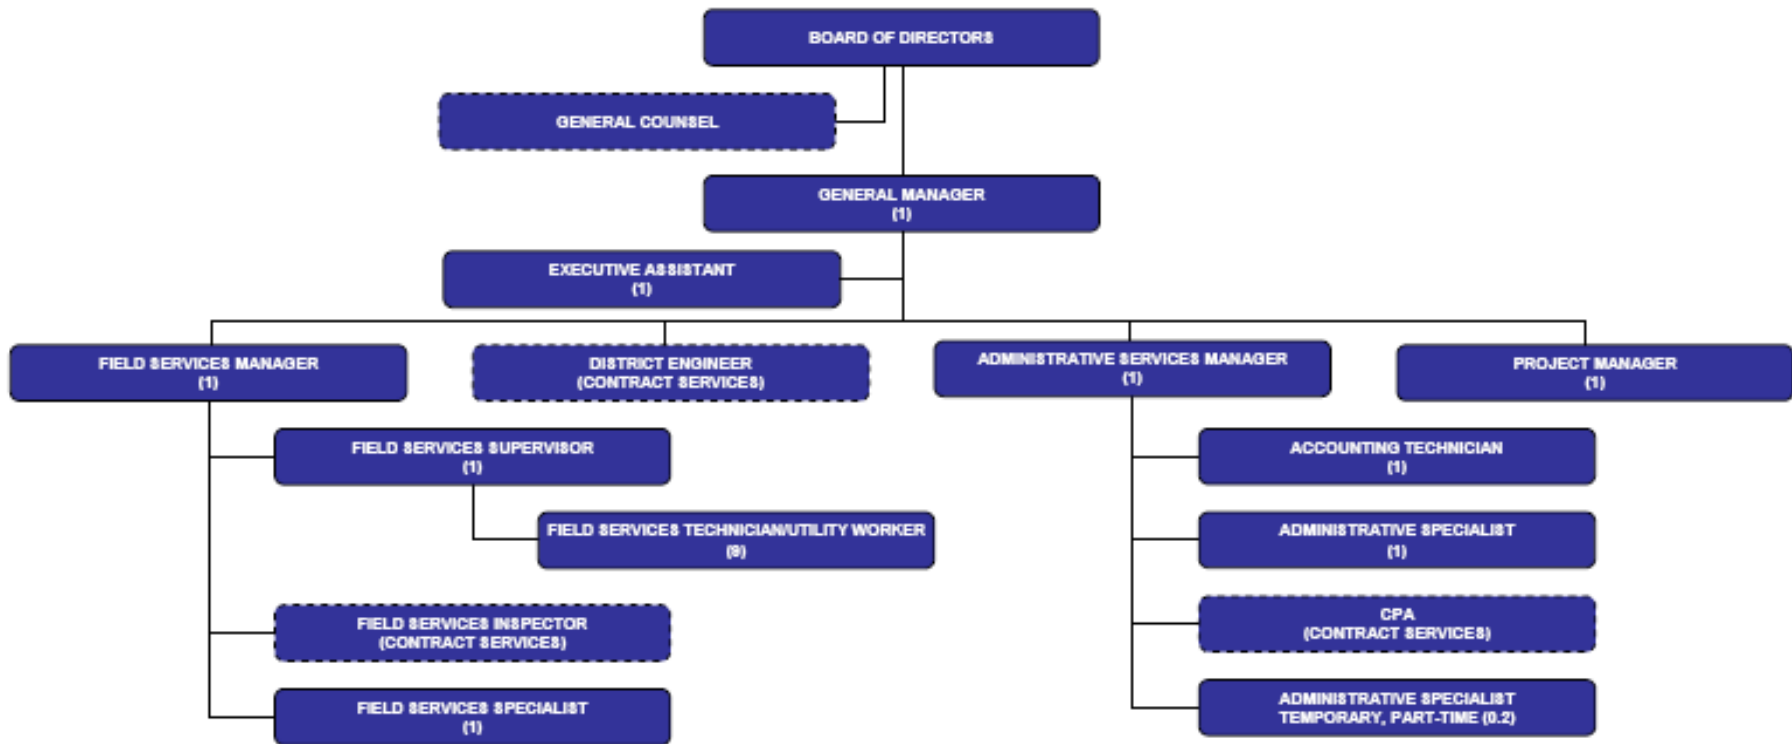 BOARD OF DIRECTORS
GENERAL COUNSEL
GENERAL MANAGER
(1)
EXECUTIVE ASSISTANT
(1)
FIELD SERVICES MANAGER
(1)
DISTRICT ENGINEER
(CONTRACT SERVICES)
ADMINISTRATIVE SERVICES MANAGER
(1)
PROJECT MANAGER
(1)
FIELD SERVICES SUPERVISOR
(1)
FIELD SERVICES TECHNICIAN/UTILITY WORKER
(9)
FIELD SERVICES INSPECTOR
(CONTRACT SERVICES)
FIELD SERVICES SPECIALIST
(1)
ACCOUNTING TECHNICIAN
(1)
ADMINISTRATIVE SPECIALIST
(1)
CPA
(CONTRACT SERVICES)
ADMINISTRATIVE SPECIALIST
TEMPORARY, PART-TIME (0.2)